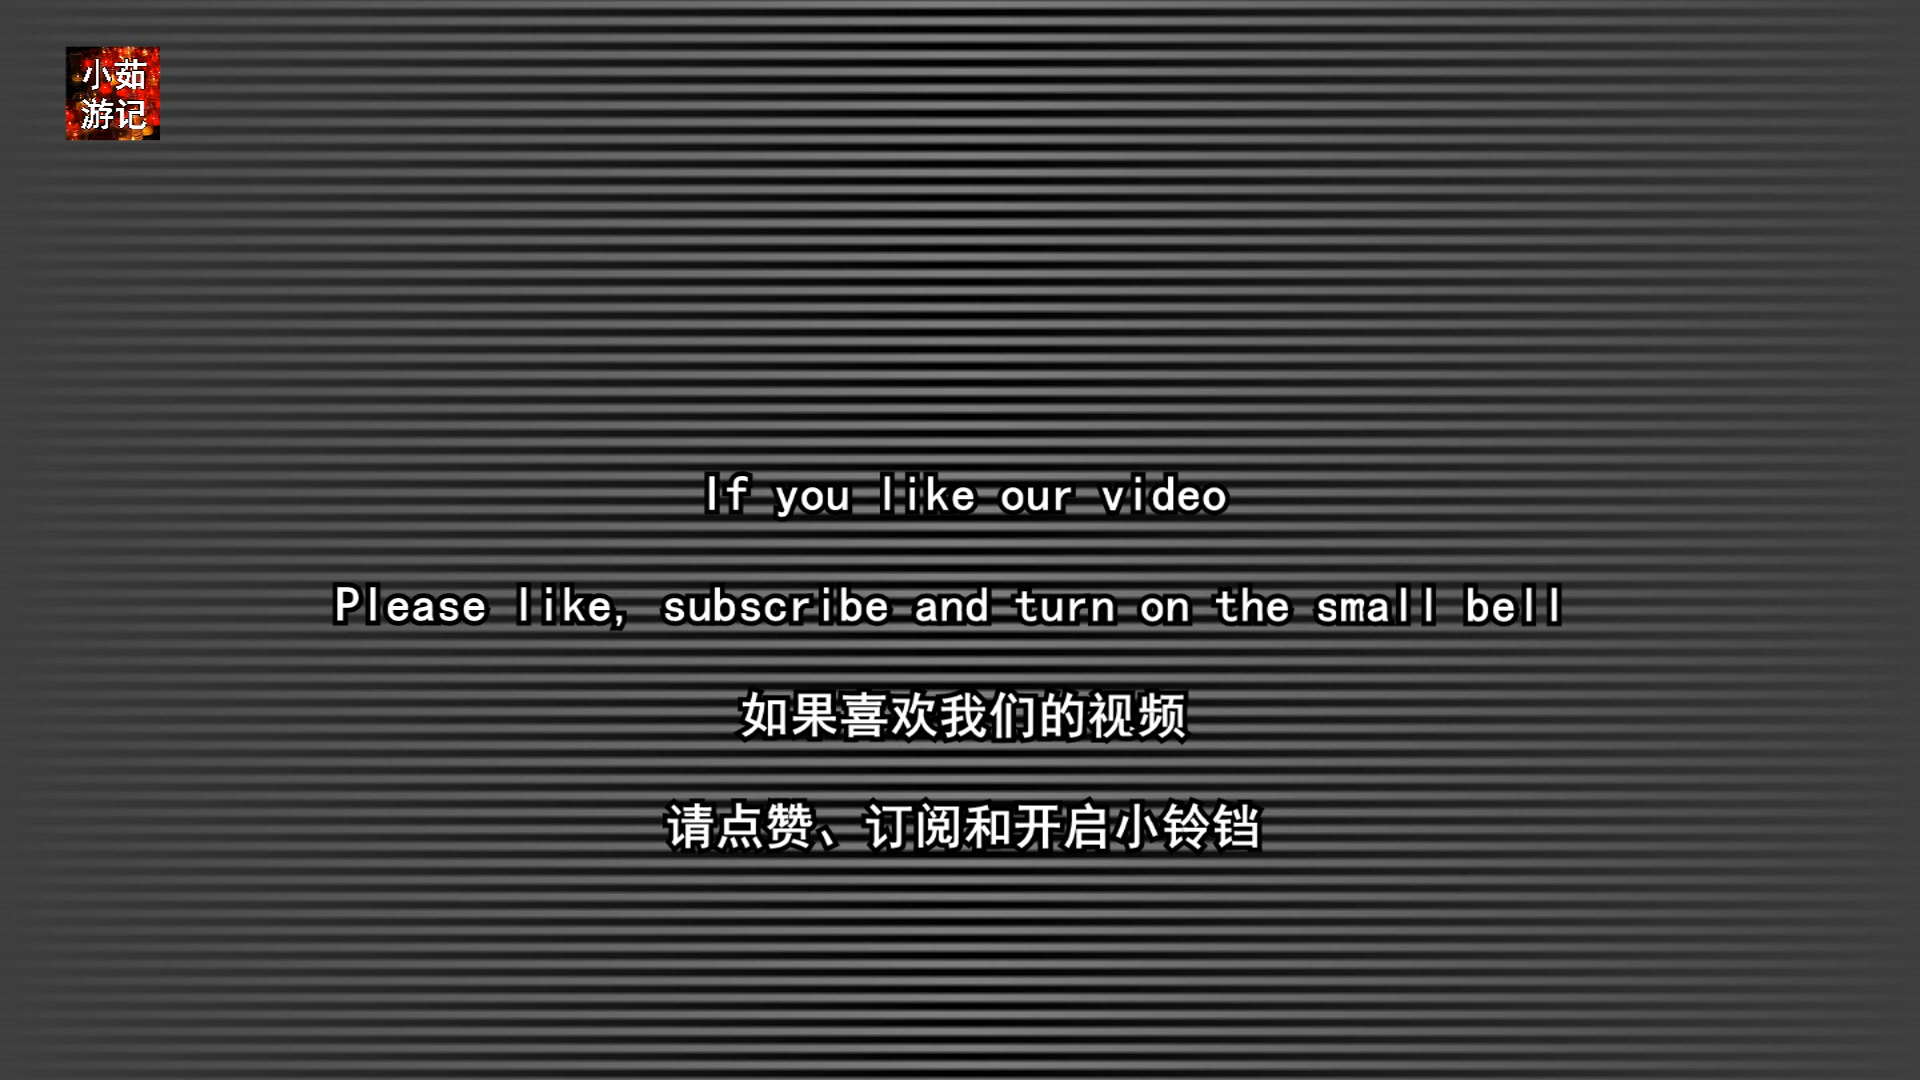 小茹
游记
If you like our video
Please like, subscribe and turn on the small bell
如果喜欢我们的视频
请点赞、订阅和开启小铃铛